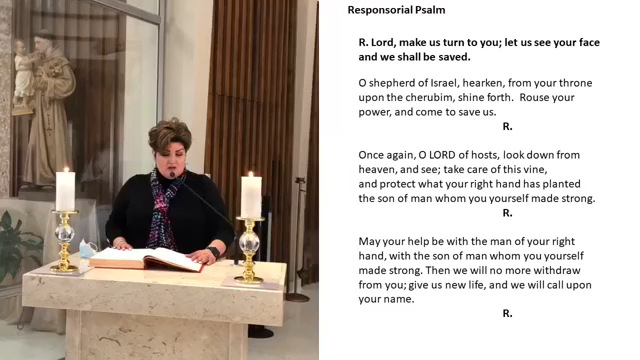 Responsorial Psalm
R. Lord, make us turn to you; let us see your face
and we shall be saved.
O shepherd of Israel, hearken, from your throne
upon the cherubim, shine forth.  Rouse your
power, and come to save us.
R.
Once again, O LORD of hosts, look down from
heaven, and see; take care of this vine,
and protect what your right hand has planted
the son of man whom you yourself made strong.
R.
May your help be with the man of your right
hand, with the son of man whom you yourself
made strong. Then we will no more withdraw
from you; give us new life, and we will call upon
your name.
R.